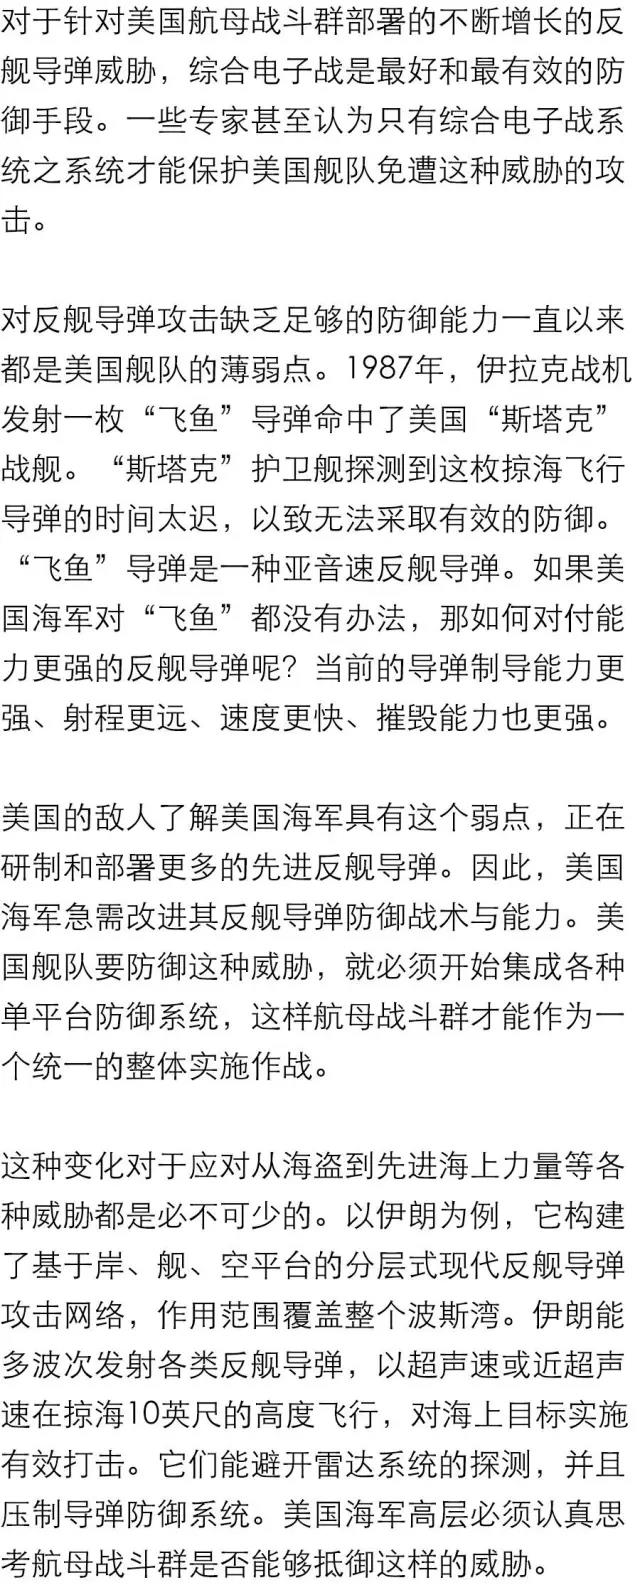 对于针对美国航母战斗群部署的不断增长的反
舰导弹威胁，综合电子战是最好和最有效的防
御手段。一些专家甚至认为只有综合电子战系
统之系统才能保护美国舰队免遭这种威胁的攻
击。
对反舰导弹攻击缺乏足够的防御能力一直以来
都是美国舰队的薄弱点。1987年，伊拉克战机
发射一枚“飞鱼”导弹命中了美国“斯塔克”
战舰。“斯塔克”护卫舰探测到这枚掠海飞行
导弹的时间太迟，以致无法采取有效的防御。
“飞鱼”导弹是一种亚音速反舰导弹。如果美
国海军对“飞鱼”都没有办法，那如何对付能
力更强的反舰导弹呢？当前的导弹制导能力更
强、射程更远、速度更快、摧毁能力也更强。
美国的敌人了解美国海军具有这个弱点，正在
研制和部署更多的先进反舰导弹。因此，美国
海军急需改进其反舰导弹防御战术与能力。美
国舰队要防御这种威胁，就必须开始集成各种
单平台防御系统，这样航母战斗群才能作为一
个统一的整体实施作战。
这种变化对于应对从海盗到先进海上力量等各
种威胁都是必不可少的。以伊朗为例，它构建
了基于岸、舰、空平台的分层式现代反舰导弹
攻击网络，作用范围覆盖整个波斯湾。伊朗能
多波次发射各类反舰导弹，以超声速或近超声
速在掠海10英尺的高度飞行，对海上目标实施
有效打击。它们能避开雷达系统的探测，并且
压制导弹防御系统。美国海军高层必须认真思
考航母战斗群是否能够抵御这样的威胁。